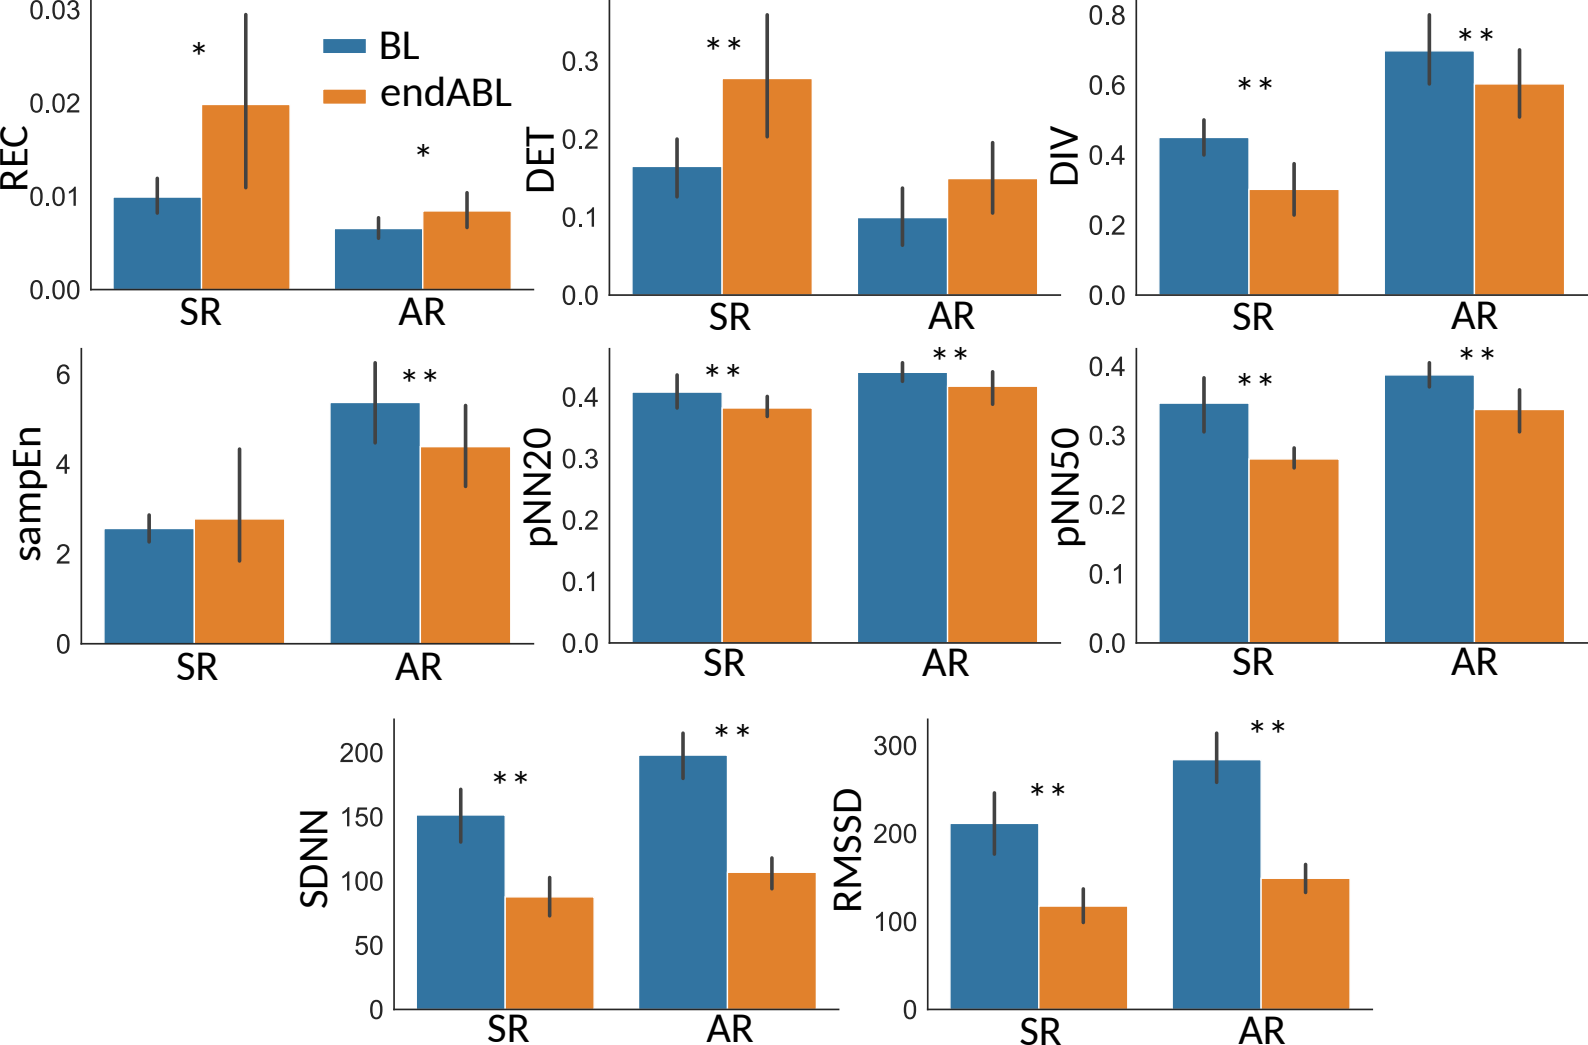 REC
0.03
0.02
0.01
0.00
*
*
BL
endABL
SR
AR
DET
0.3
0.2
0.1
0.0
**
SR
AR
DIV
0.8
0.6
0.4
0.2
0.0
**
**
SR
AR
sampEn
6
4
2
0
**
SR
AR
pNN20
0.4
0.3
0.2
0.1
0.0
**
**
SR
AR
pNN50
0.4
0.3
0.2
0.1
0.0
**
**
SR
AR
SDNN
200
150
100
50
0
**
**
SR
AR
RMSSD
300
200
100
0
**
**
SR
AR